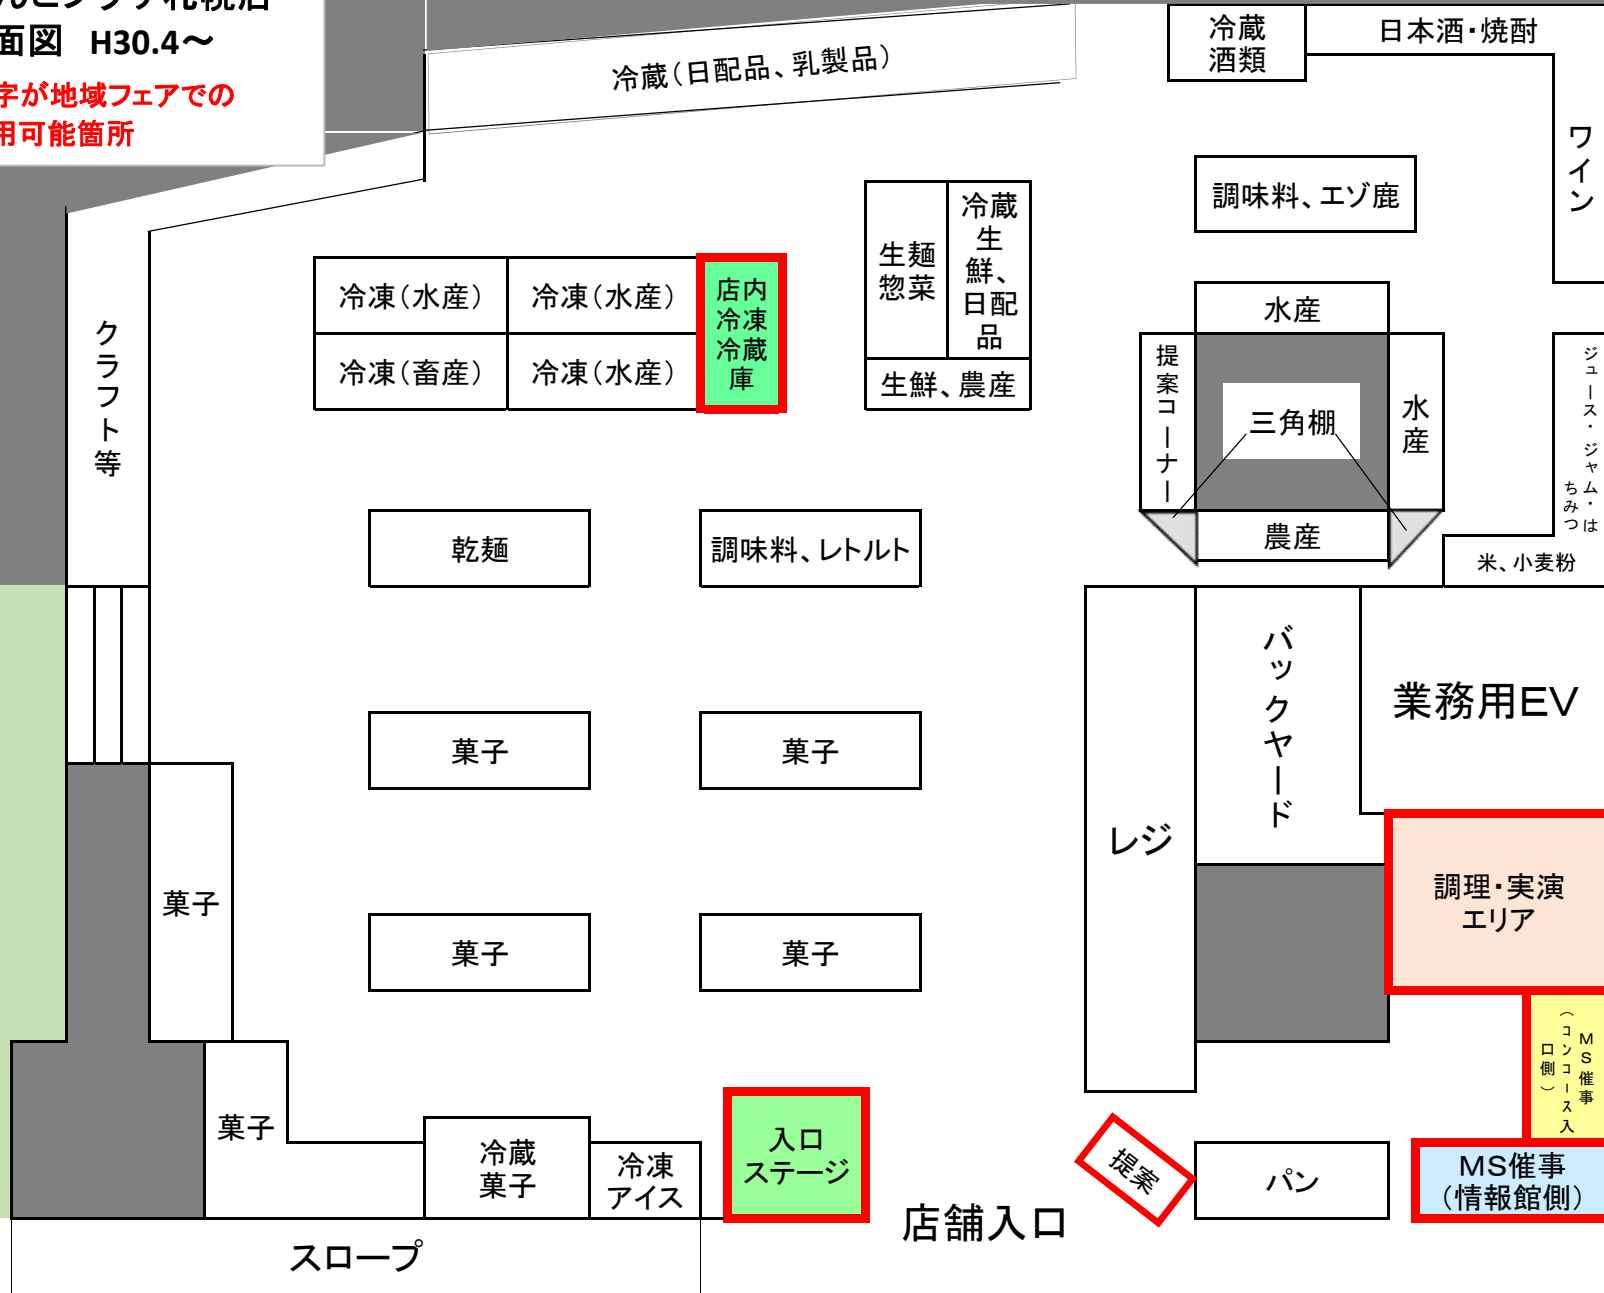 札幌店
面図 H30.4～
字が地域フェアでの
用可能箇所
冷蔵（日配品、乳製品）
冷蔵
酒類
日本酒・焼酎
ワイン
調味料、エゾ鹿
クラフト等
冷凍（水産）
冷凍（水産）
冷凍（畜産）
冷凍（水産）
店内
冷凍
冷蔵
庫
生麺
惣菜
冷蔵
生
鮮、
日配
品
生鮮、農産
水産
提案コーナー
三角棚
水産
農産
ジュース・ジャム・は
ちみつ
米、小麦粉
乾麺
調味料、レトルト
バックヤード
業務用EV
菓子
菓子
レジ
調理・実演
エリア
菓子
菓子
菓子
MS催事
（コンコース入
口側）
菓子
冷蔵
菓子
冷凍
アイス
入口
ステージ
提案
パン
MS催事
（情報館側）
店舗入口
スロープ